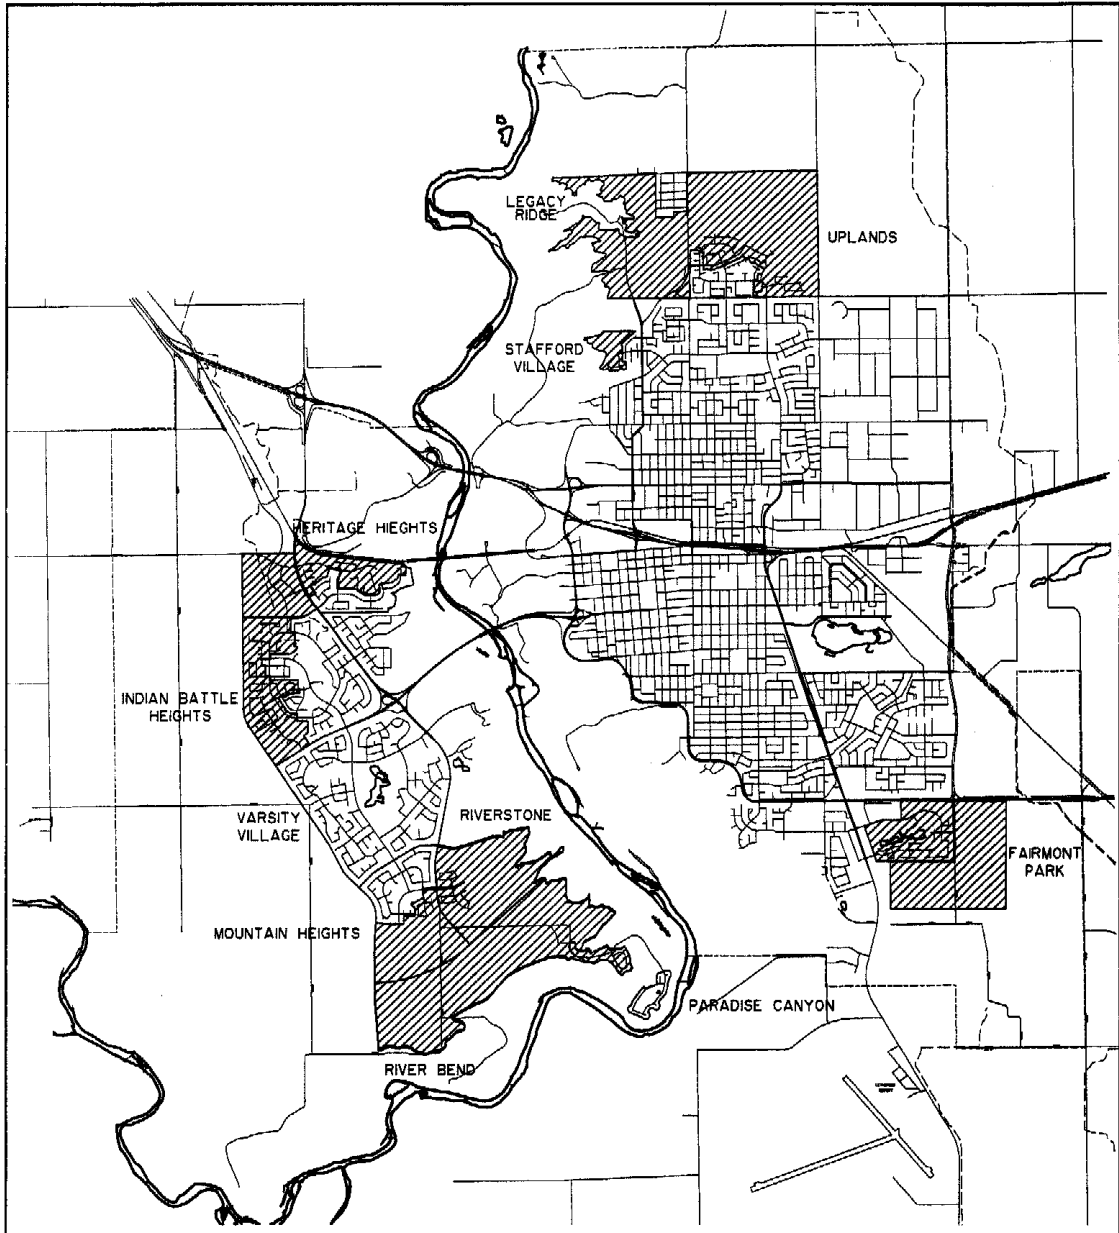 LEGACY
RIDGE
UPLANDS
STAFFORD
VILLAGE
HERITAGE HIEGHTS
INDIAN BATTLE
HEIGHTS
VARSITY
VILLAGE
RIVERSTONE
FAIRMONT
PARK
MOUNTAIN HEIGHTS
PARADISE CANYON
RIVER BEND